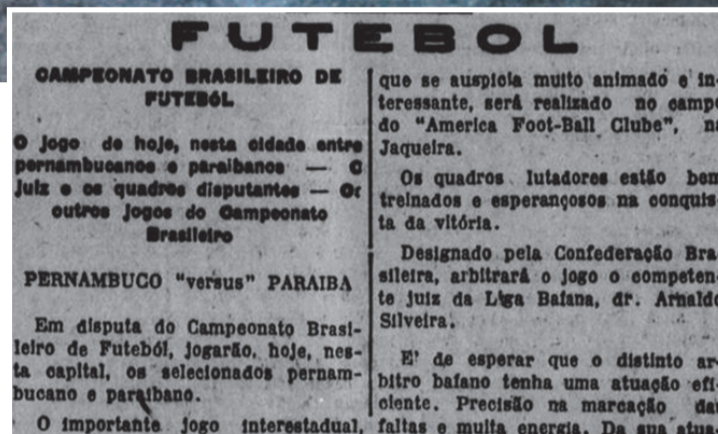 FUTEBOL
CAMPEONATO BRASILEIRO DE
FUTEBÓL
O jogo de hoje, nesta cidade entre
pernambucanos e paraibanos — O
juiz e os quadros disputantes — Os
outros jogos do Campeonato
Brasileiro
PERNAMBUCO "versus" PARAIBA
Em disputa do Campeonato Brasi-
leiro de Futeból, jogarão, hoje, nes-
ta capital, os selecionados pernam-
bucano e paraibano.
O importante jogo interestadual,
que se auspicia muito animado e in-
teressante, será realizado no campo
do "America Foot-Ball Clube", na
Jaqueira.
Os quadros lutadores estão bem
treinados e esperançosos na conquis-
ta da vitória.
Designado pela Confederação Bra-
sileira, arbitrará o jogo o competen-
te juiz da Liga Baiana, dr. Arnaldo
Silveira.
E' de esperar que o distinto ar-
bitro baiano tenha uma atuação efi-
ciente. Precisão na marcação das
faltas e muita energia. Da sua atua-